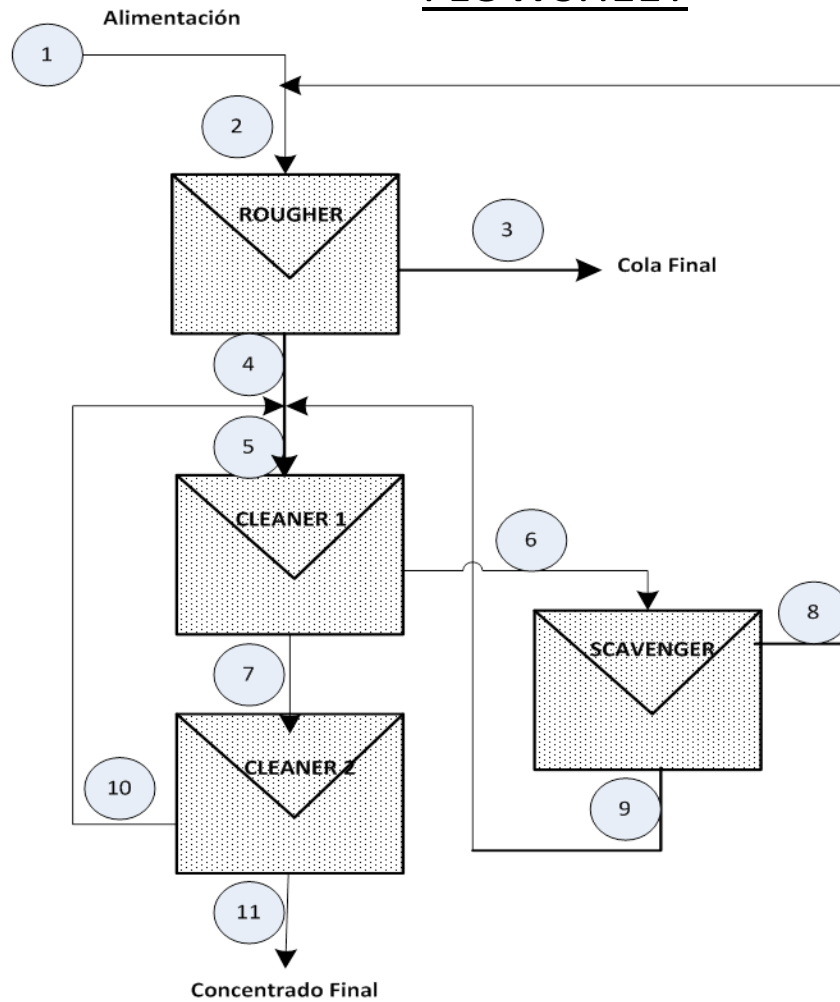 Alimentación
1
2
ROUGHER
3
Cola Final
4
5
CLEANER 1
6
8
SCAVENGER
7
CLEANER 2
10
9
11
Concentrado Final